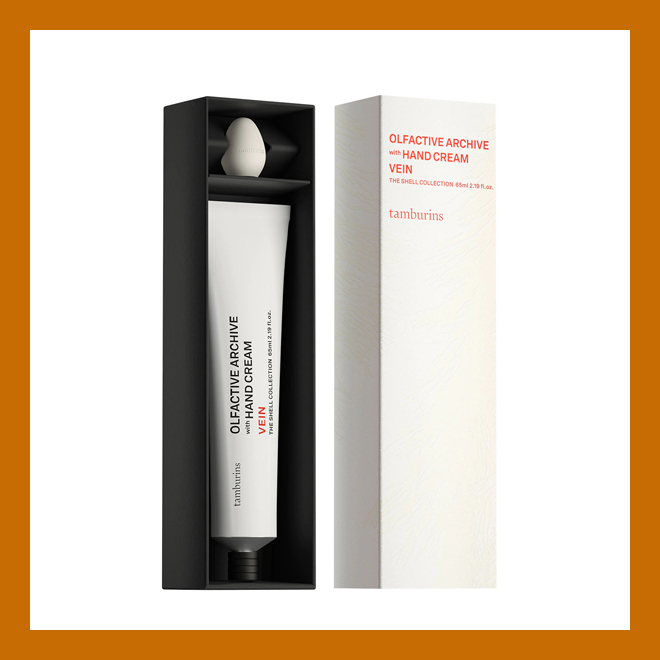 OLFACTIVE ARCHIVE
with HAND CREAM
VEIN
THE SHELL COLLECTION 65ml 2.19 fl.oz.
tamburins
OLFACTIVE ARCHIVE
with HAND CREAM
VEIN
THE SHELL COLLECTION 65ml 2.19 fl.oz.
tamburins